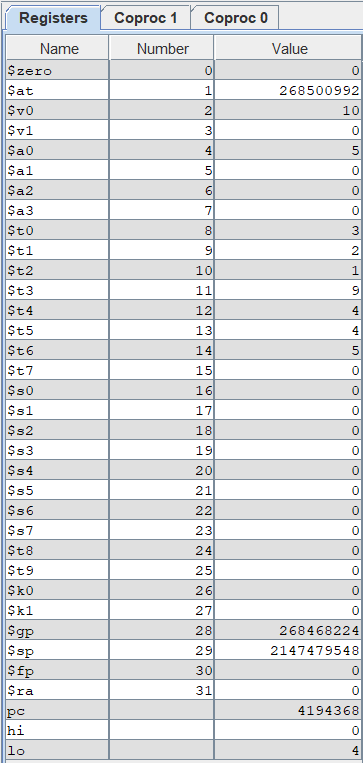 Registers Coproc 1 Coproc 0
Name Number Value
$zero 0 0
$at 1 268500992
$v0 2 10
$v1 3 0
$a0 4 5
$a1 5 0
$a2 6 0
$a3 7 0
$t0 8 3
$t1 9 2
$t2 10 1
$t3 11 9
$t4 12 4
$t5 13 4
$t6 14 5
$t7 15 0
$s0 16 0
$s1 17 0
$s2 18 0
$s3 19 0
$s4 20 0
$s5 21 0
$s6 22 0
$s7 23 0
$t8 24 0
$t9 25 0
$k0 26 0
$k1 27 0
$gp 28 268468224
$sp 29 2147479548
$fp 30 0
$ra 31 0
pc 4194368
hi 0
lo 4